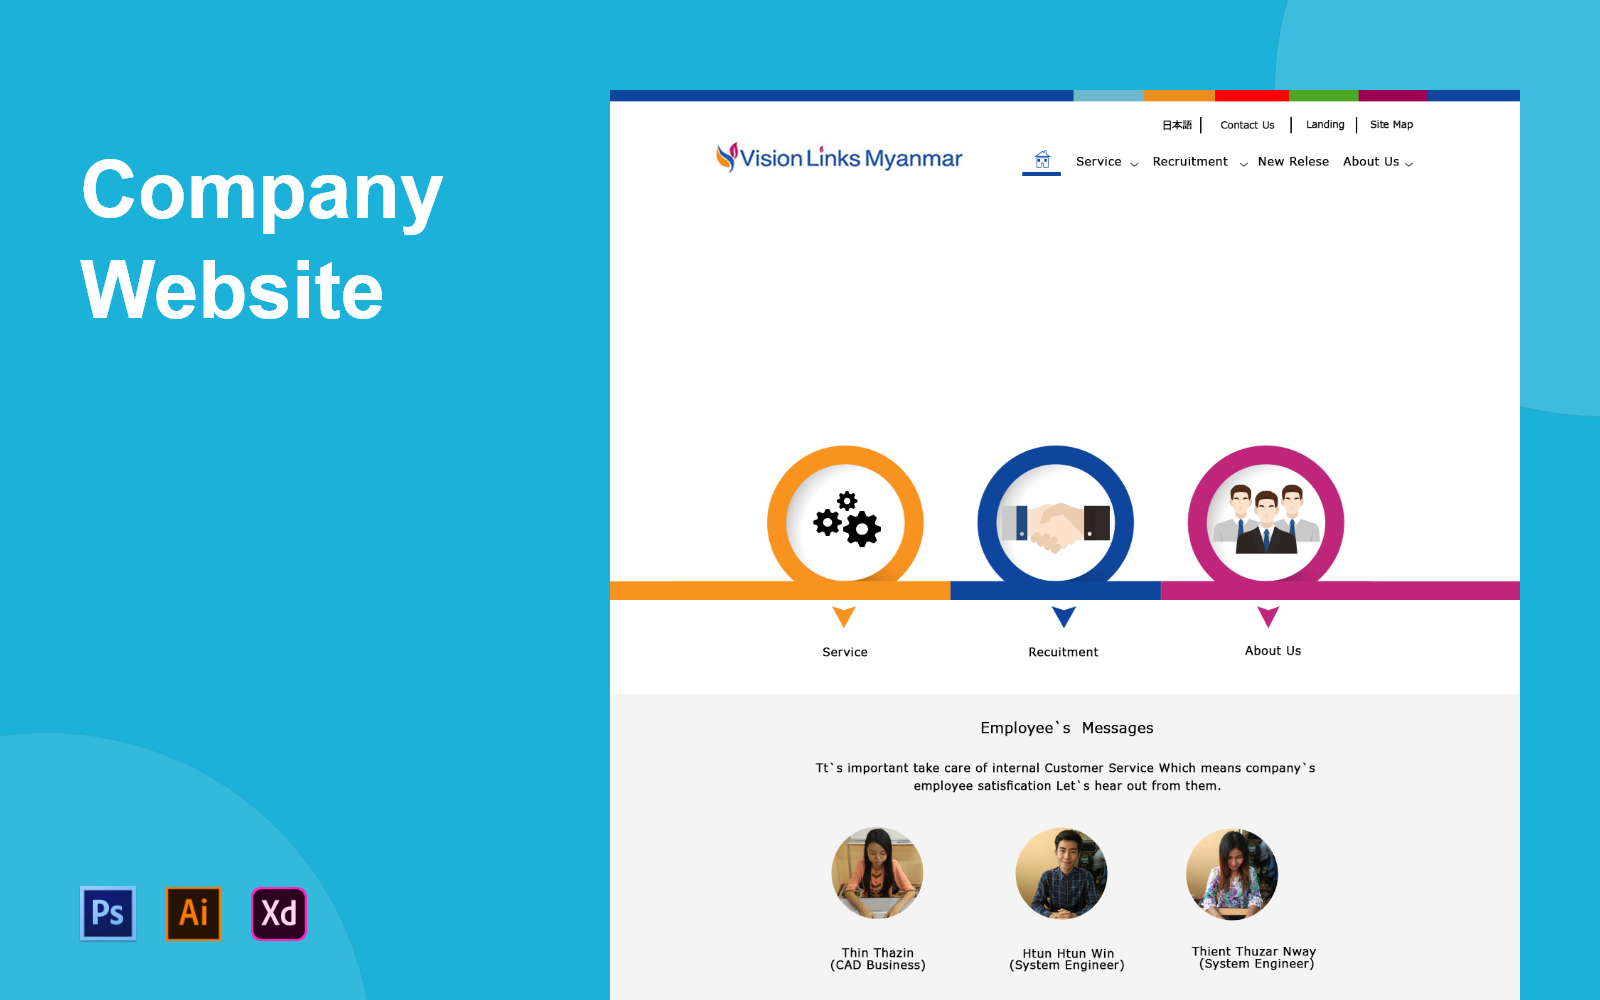 Company
Website
日本語 | Contact Us | Landing | Site Map
Vision Links Myanmar
Service Recruitment New Relese About Us
Service Recuitment About Us
Employee`s Messages
Tt`s important take care of internal Customer Service Which means company`s
employee satisfication Let`s hear out from them.
Thin Thazin
(CAD Business)
Htun Htun Win
(System Engineer)
Thient Thuzar Nway
(System Engineer)
Ps Ai Xd